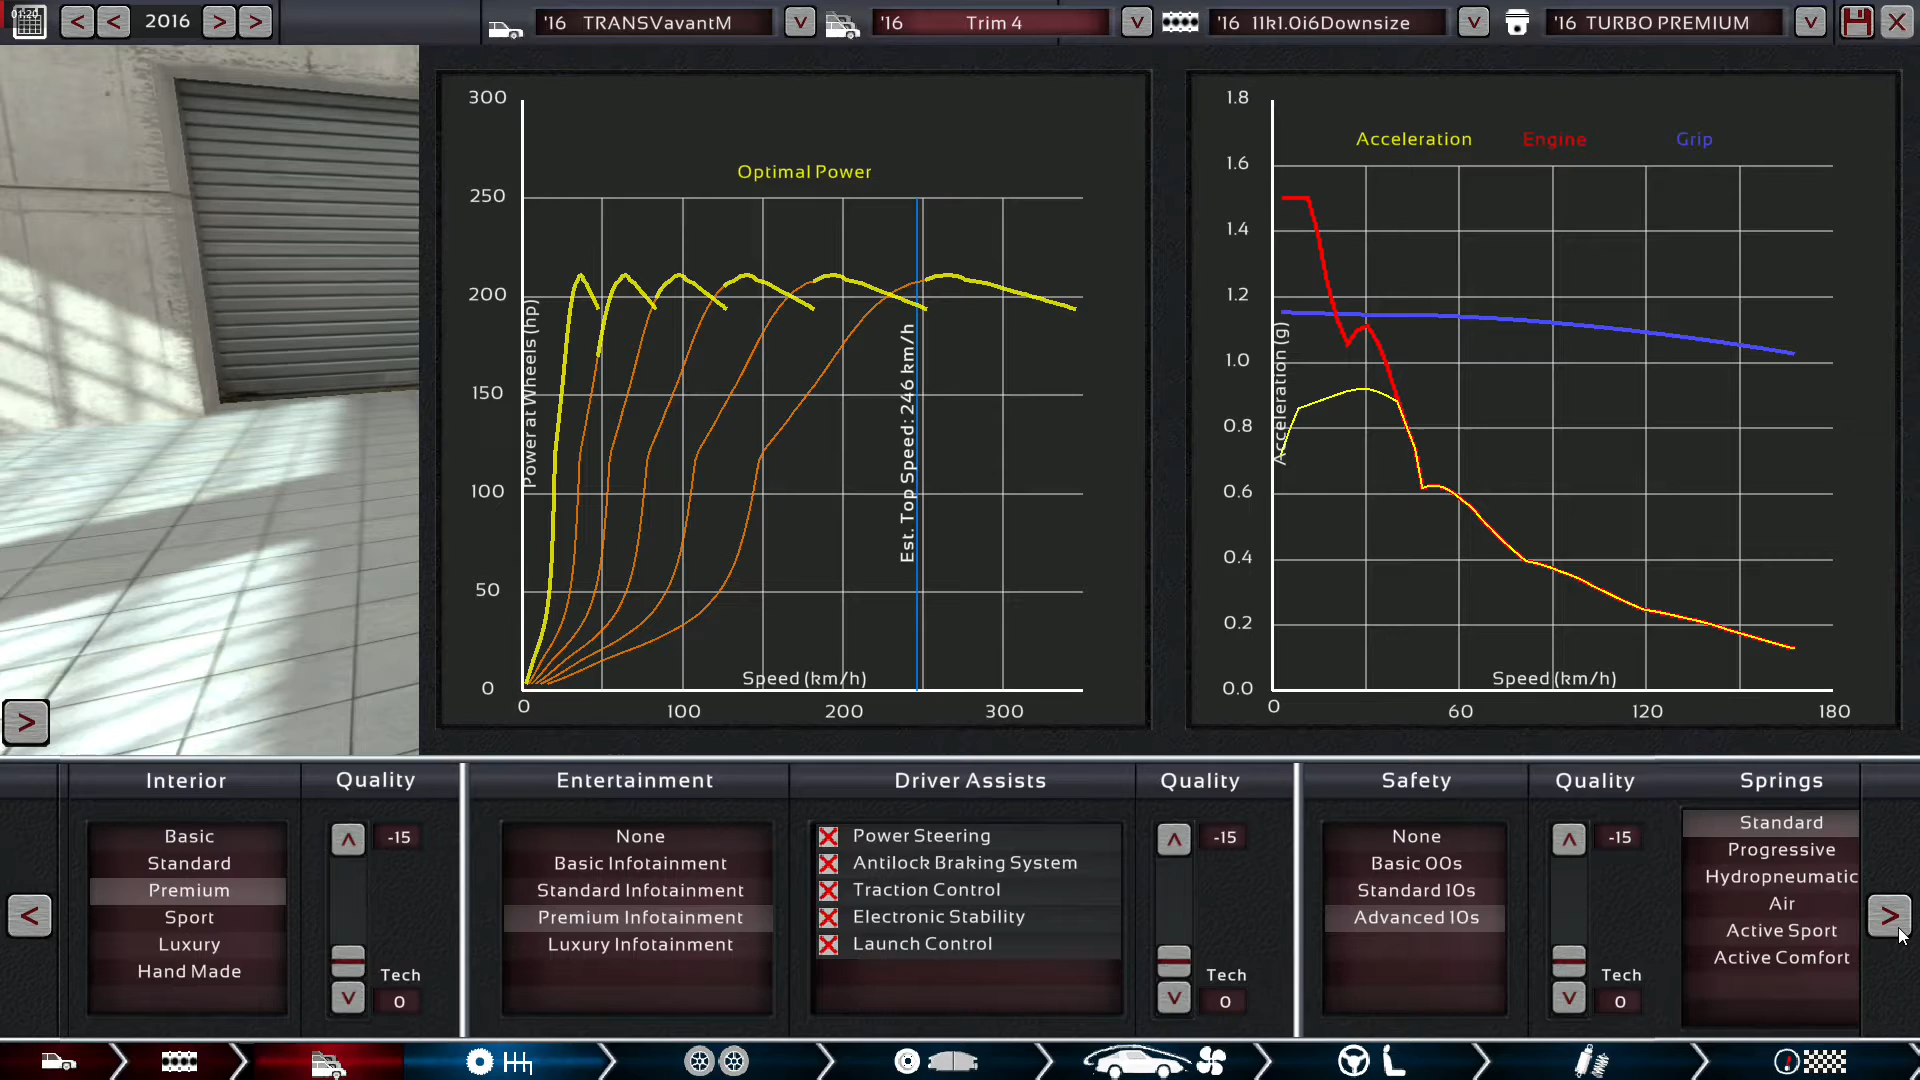 01:20
2016
'16 TRANSVavantM
'16 Trim 4
'16 11k1.0i6Downsize
'16 TURBO PREMIUM
300
250
200
150
100
50
0
Optimal Power
Power at Wheels (hp)
Est. Top Speed: 246 km/h
Speed (km/h)
0 100 200 300
1.8
1.6
1.4
1.2
1.0
0.8
0.6
0.4
0.2
0.0
Acceleration Engine Grip
Acceleration (g)
Speed (km/h)
0 60 120 180
Interior
Basic
Standard
Premium
Sport
Luxury
Hand Made
Quality
-15
Tech
0
Entertainment
None
Basic Infotainment
Standard Infotainment
Premium Infotainment
Luxury Infotainment
Driver Assists
Power Steering
Antilock Braking System
Traction Control
Electronic Stability
Launch Control
Quality
-15
Tech
0
Safety
None
Basic 00s
Standard 10s
Advanced 10s
Quality
-15
Tech
0
Springs
Standard
Progressive
Hydropneumatic
Air
Active Sport
Active Comfort